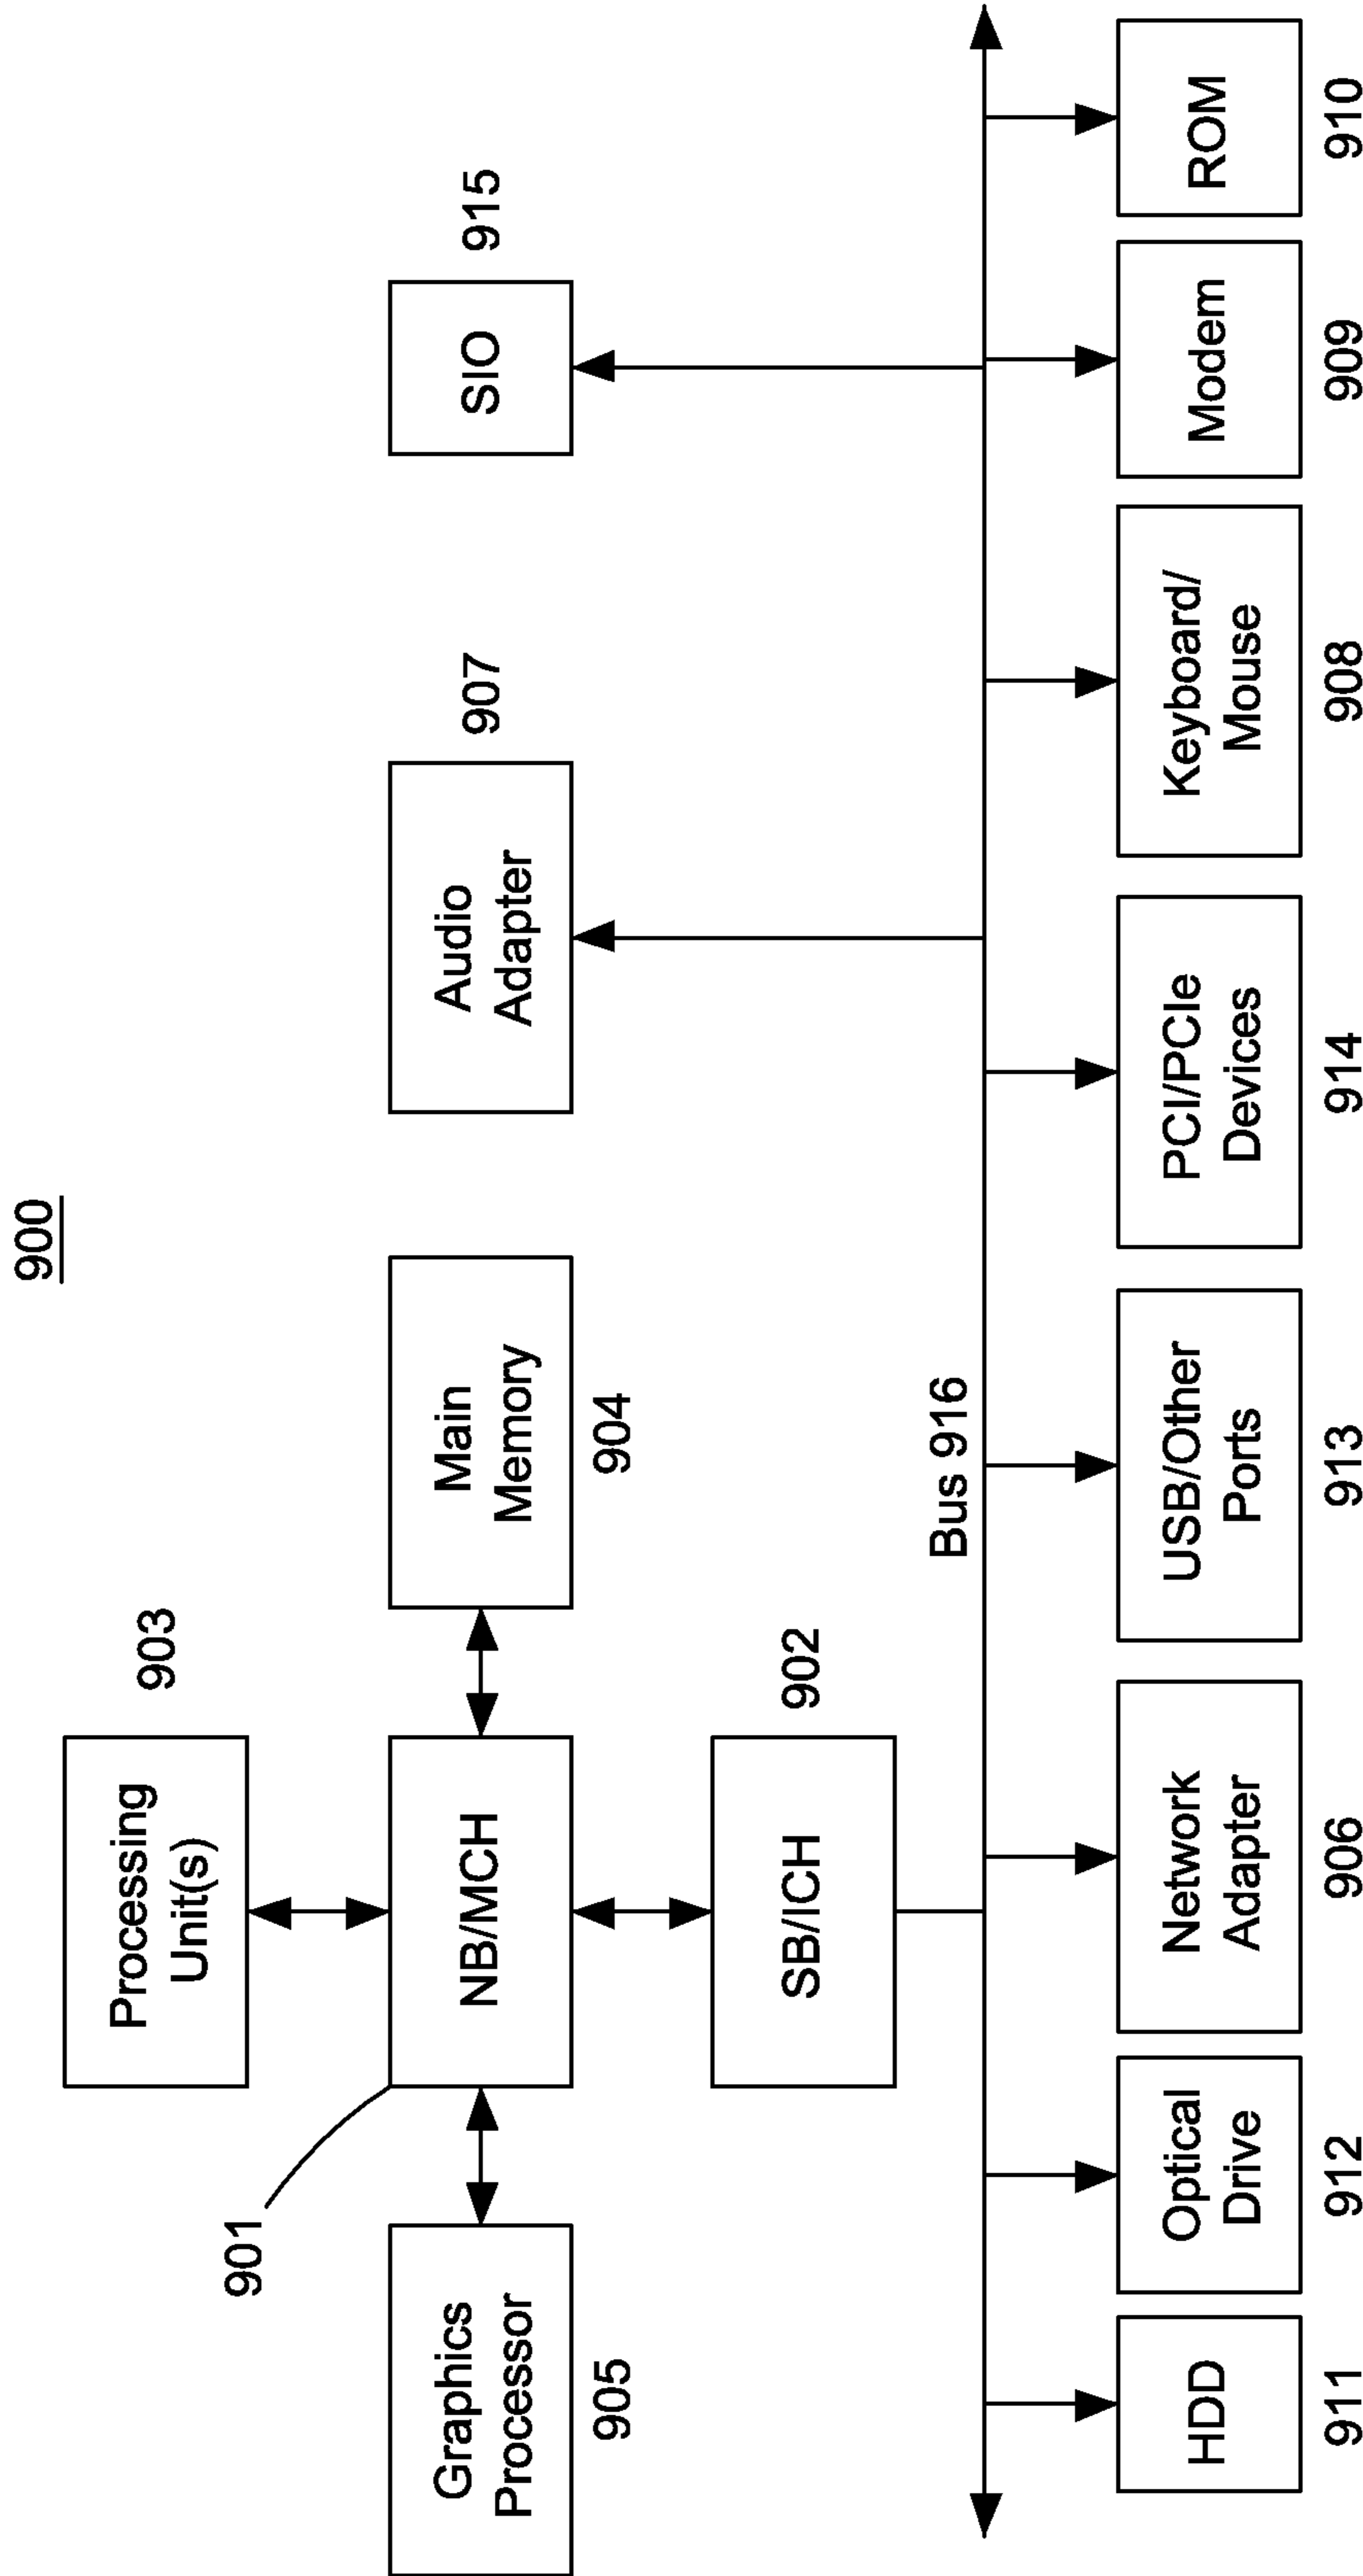 900
Processing
Unit(s)
903
901
Graphics
Processor
905
NB/MCH
Main
Memory
904
Audio
Adapter
907
SIO
915
SB/ICH
902
Bus 916
HDD
911
Optical
Drive
912
Network
Adapter
906
USB/Other
Ports
913
PCI/PCIe
Devices
914
Keyboard/
Mouse
908
Modem
909
ROM
910